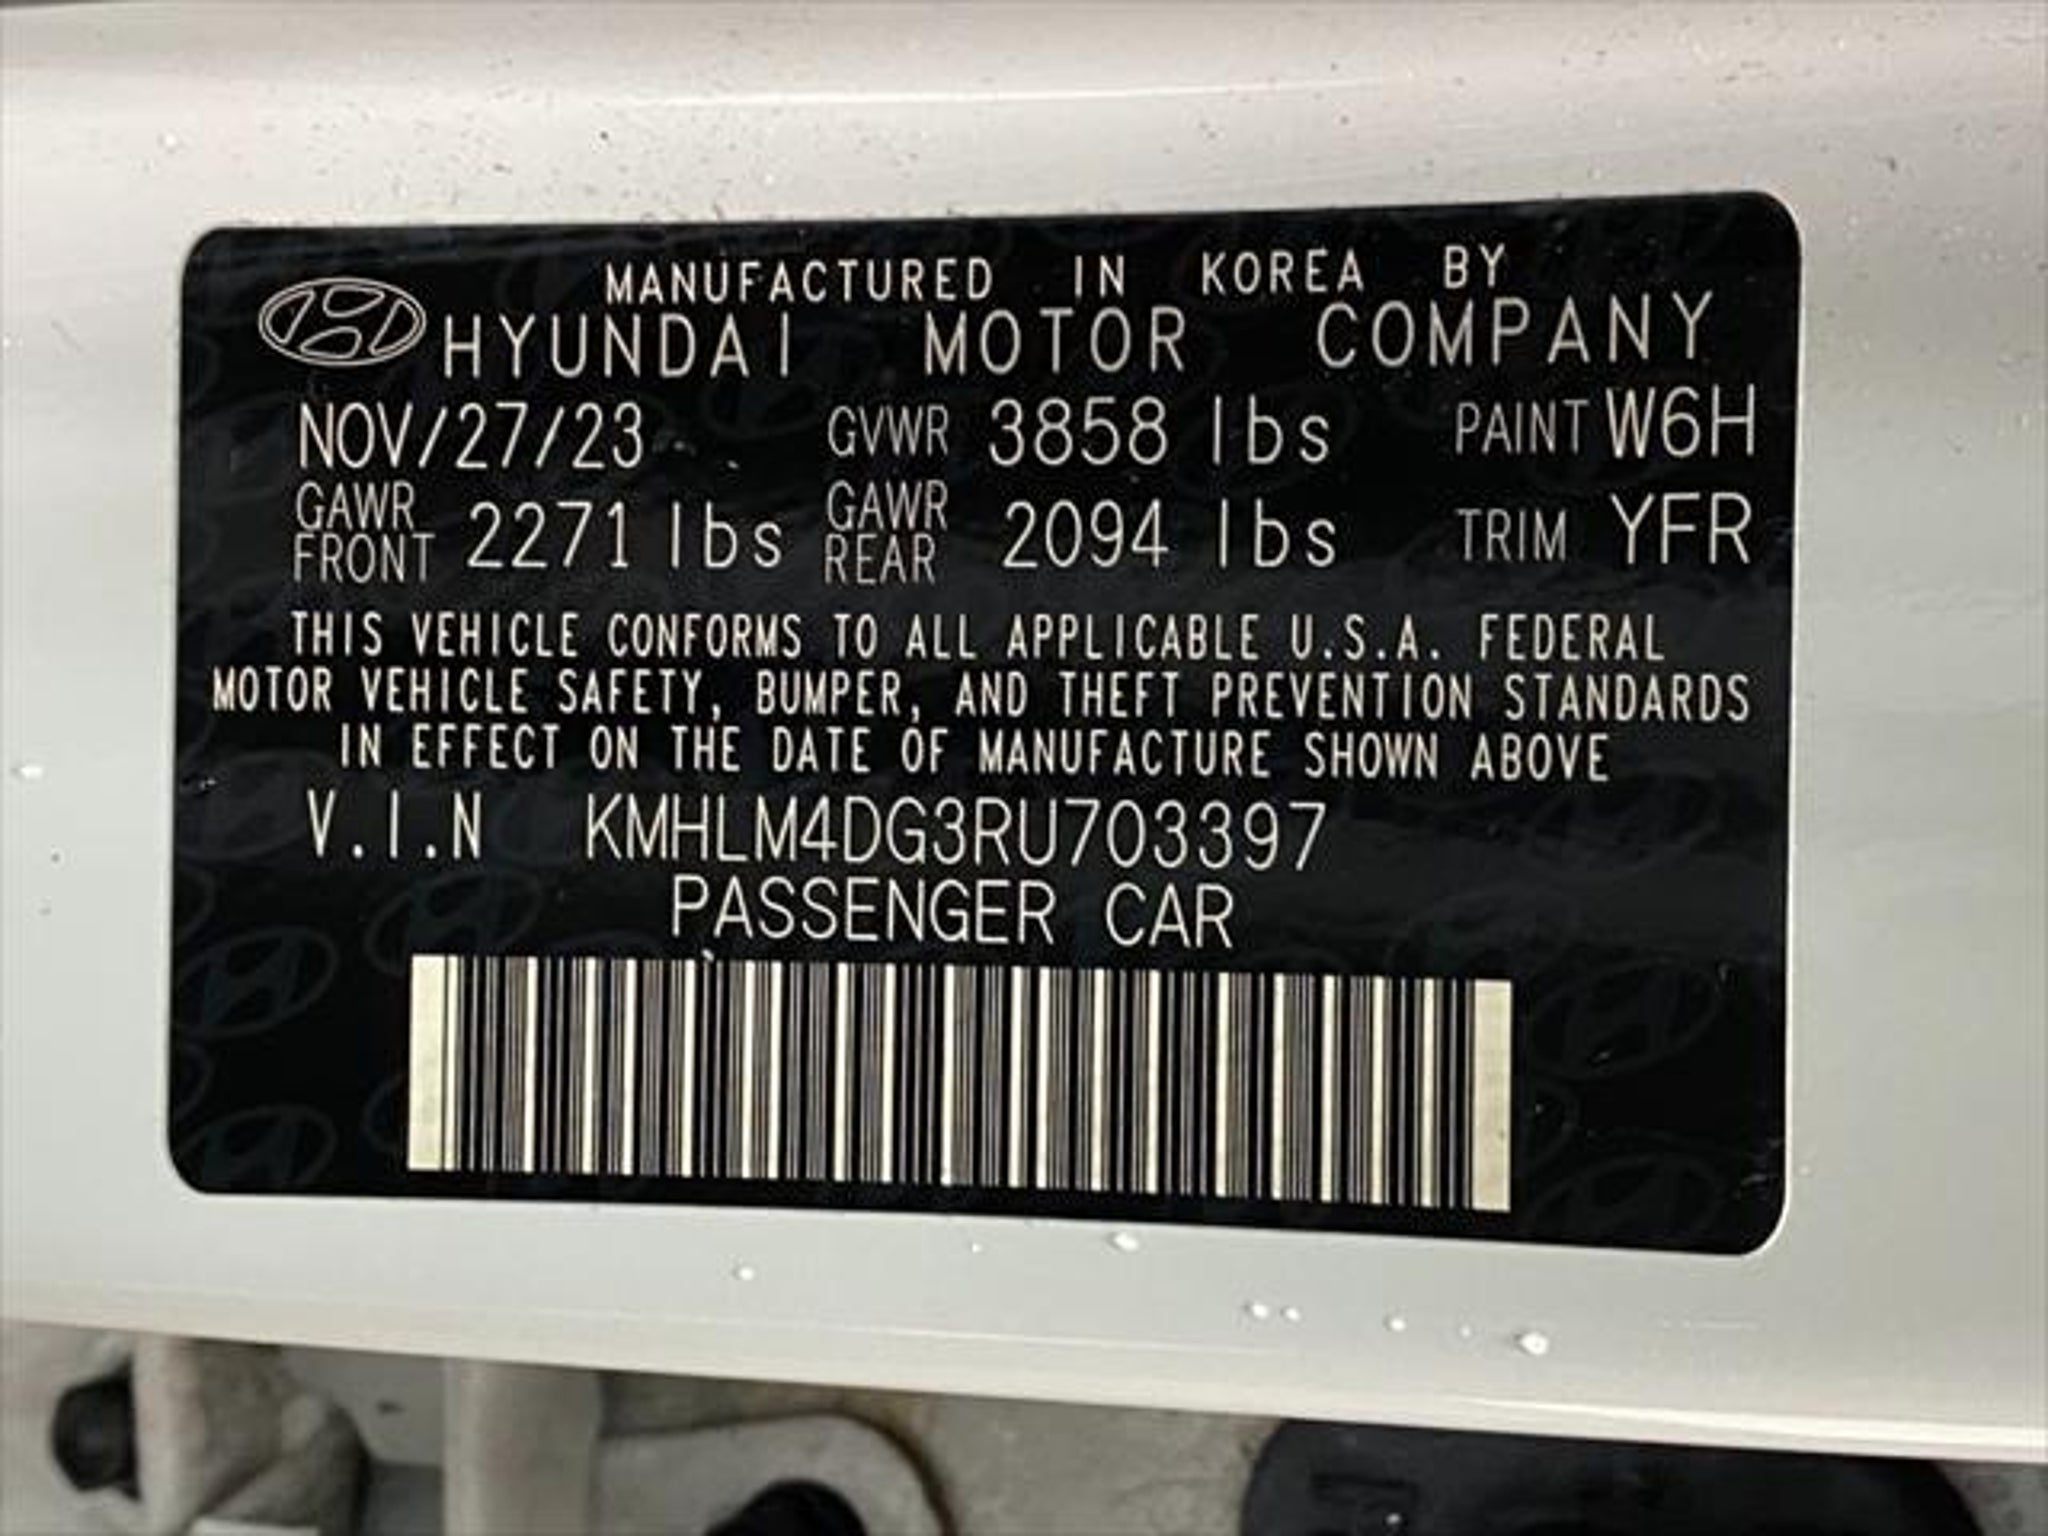 MANUFACTURED IN KOREA BY
HYUNDAI MOTOR COMPANY
NOV/27/23 GVWR 3858 lbs PAINT W6H
GAWR FRONT 2271 lbs GAWR REAR 2094 lbs TRIM YFR
THIS VEHICLE CONFORMS TO ALL APPLICABLE U.S.A. FEDERAL
MOTOR VEHICLE SAFETY, BUMPER, AND THEFT PREVENTION STANDARDS
IN EFFECT ON THE DATE OF MANUFACTURE SHOWN ABOVE
V.I.N KMHLM4DG3RU703397
PASSENGER CAR